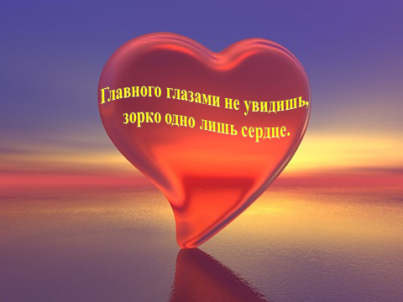 Главного глазами не увидишь,
зорко одно лишь сердце.